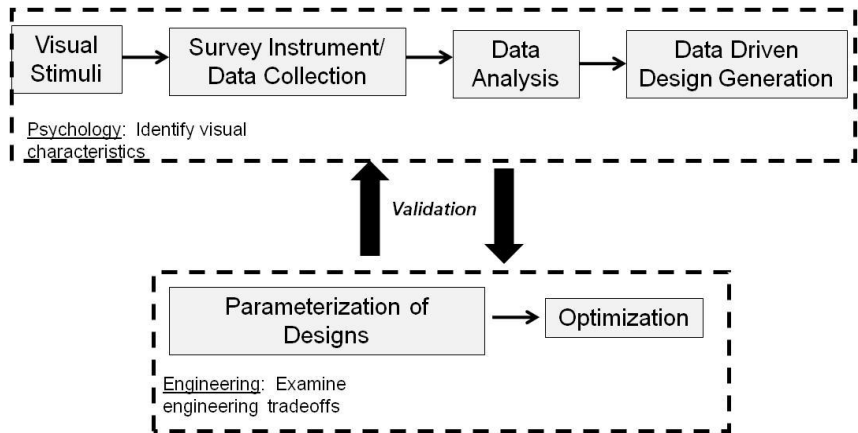 Visual
Stimuli
Survey Instrument/
Data Collection
Data
Analysis
Data Driven
Design Generation
Psychology: Identify visual
characteristics
Validation
Parameterization of
Designs
Optimization
Engineering: Examine
engineering tradeoffs